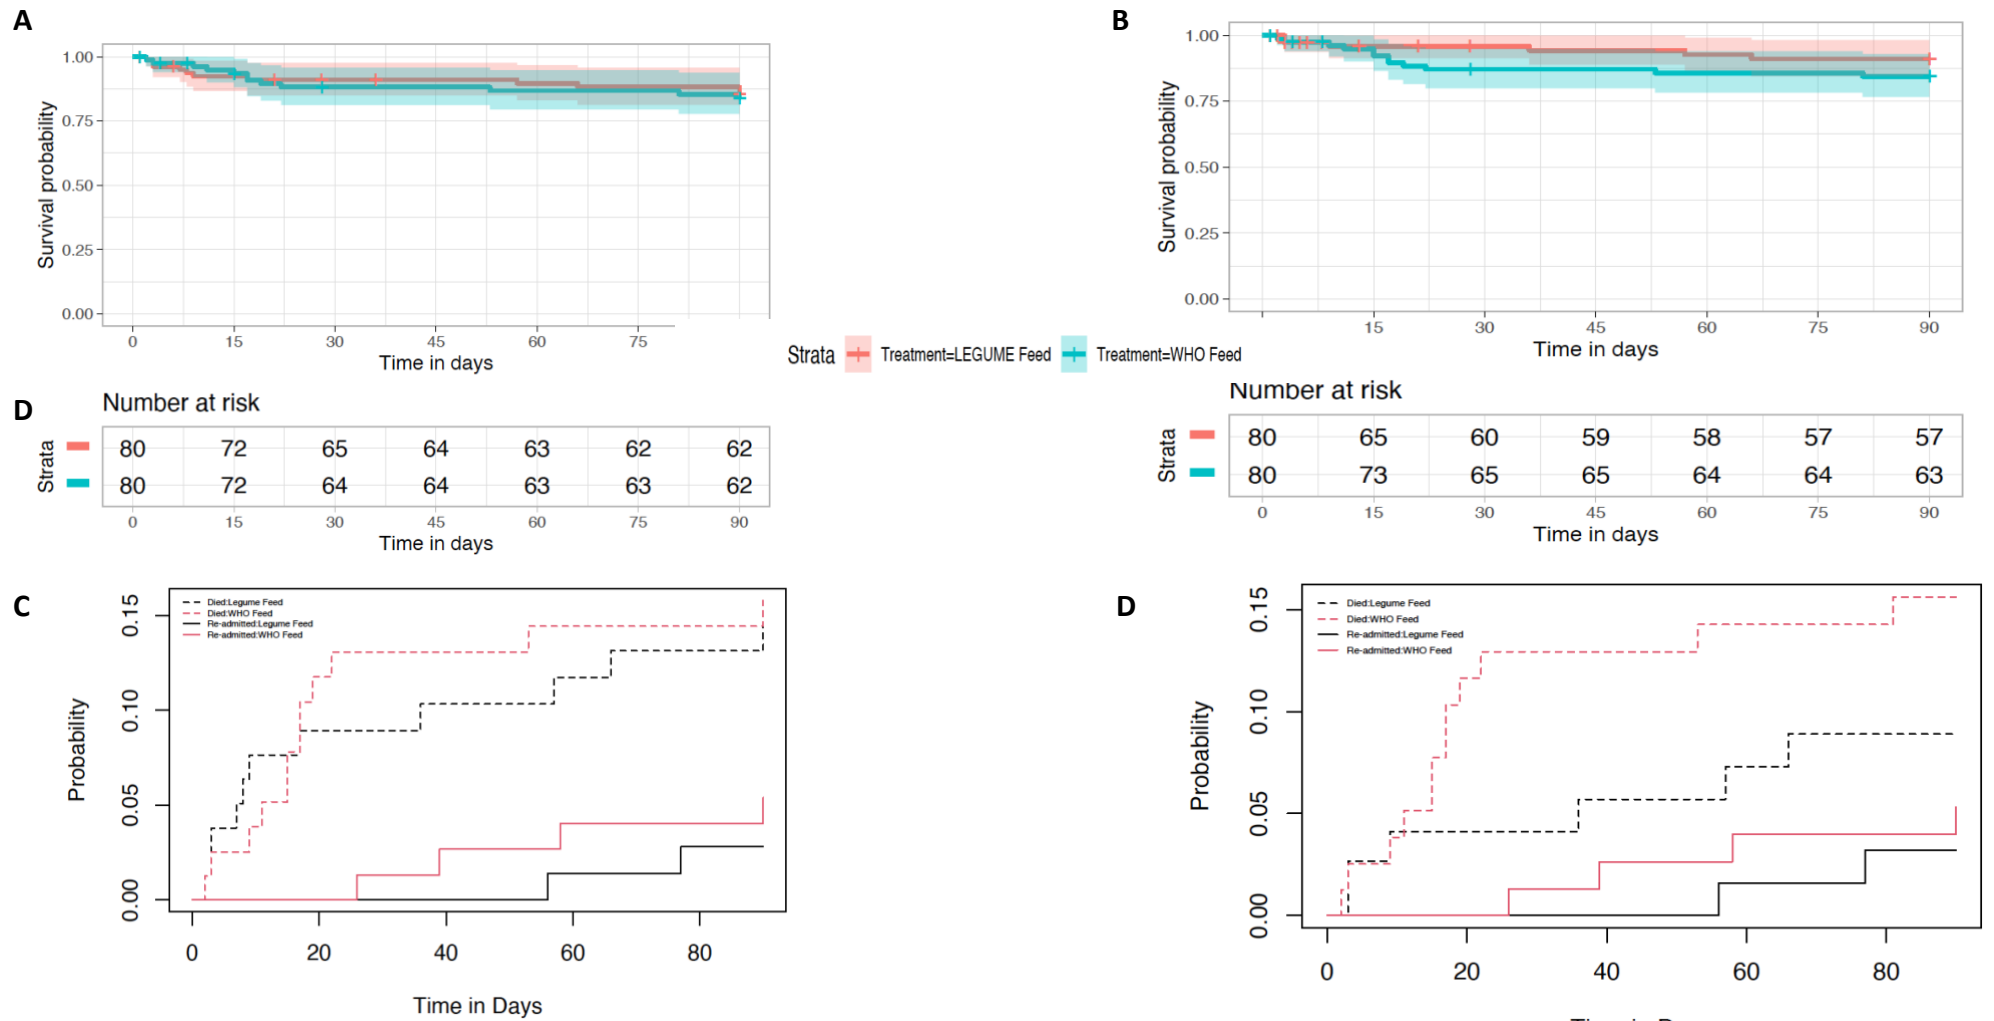 A
Survival probability
1.00
0.75
0.50
0.25
0.00
0 15 30 45 60 75
Time in days
B
Survival probability
1.00
0.75
0.50
0.25
0.00
15 30 45 60 75 90
Time in days
Strata Treatment=LEGUME Feed Treatment=WHO Feed
D
Number at risk
Strata
80 72 65 64 63 62 62
80 72 64 64 63 63 62
0 15 30 45 60 75 90
Time in days
Number at risk
Strata
80 65 60 59 58 57 57
80 73 65 65 64 64 63
0 15 30 45 60 75 90
Time in days
C
Probability
0.15
0.10
0.05
0.00
Died:Legume Feed
Died:WHO Feed
Re-admitted:Legume Feed
Re-admitted:WHO Feed
0 20 40 60 80
Time in Days
D
Probability
0.15
0.10
0.05
0.00
Died:Legume Feed
Died:WHO Feed
Re-admitted:Legume Feed
Re-admitted:WHO Feed
0 20 40 60 80